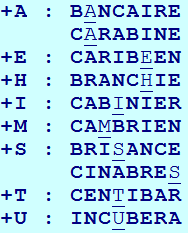 +A : BANCAIRE
CARABINE
+E : CARIBEEN
+H : BRANCHIE
+I : CABINIER
+M : CAMBRIEN
+S : BRISANCE
CINABRES
+T : CENTIBAR
+U : INCUBERA